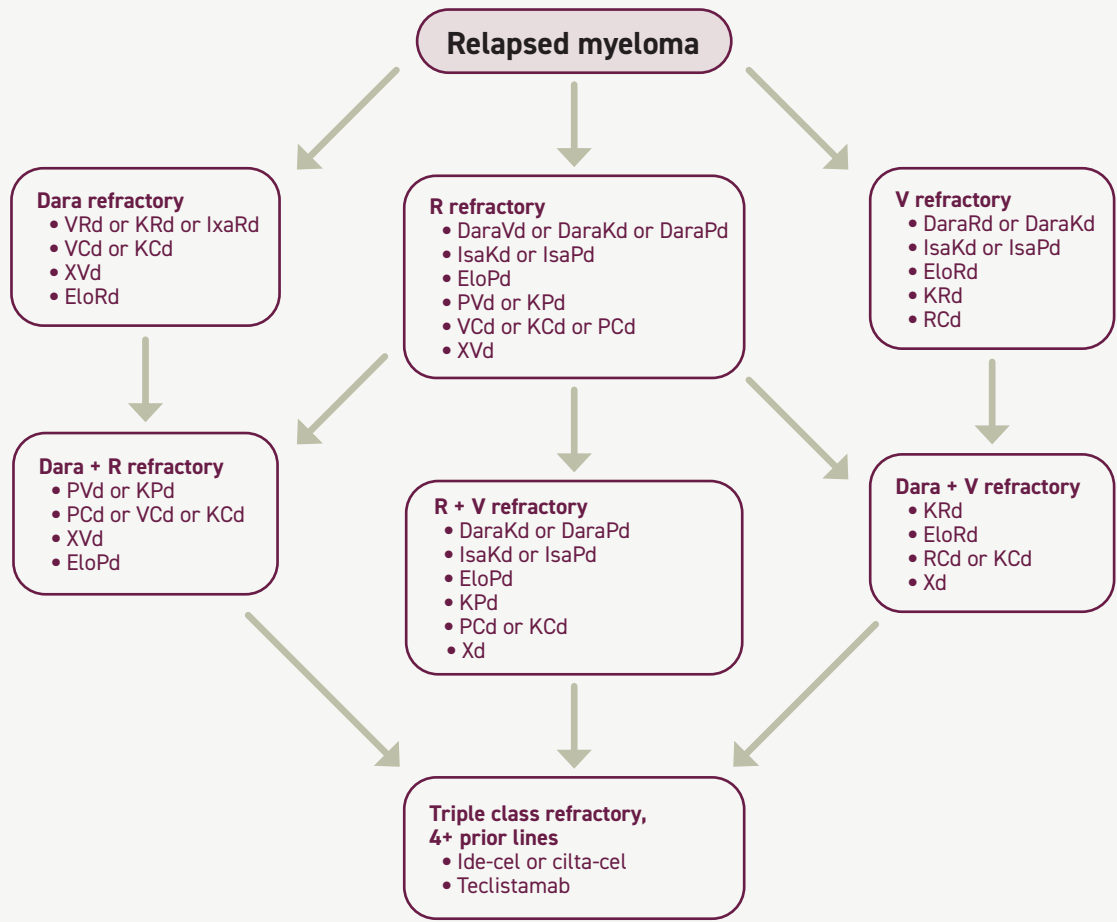 Relapsed myeloma
Dara refractory
• VRd or KRd or IxaRd
• VCd or KCd
• XVd
• EloRd
R refractory
• DaraVd or DaraKd or DaraPd
• IsaKd or IsaPd
• EloPd
• PVd or KPd
• VCd or KCd or PCd
• XVd
V refractory
• DaraRd or DaraKd
• IsaKd or IsaPd
• EloRd
• KRd
• RCd
Dara + R refractory
• PVd or KPd
• PCd or VCd or KCd
• XVd
• EloPd
R + V refractory
• DaraKd or DaraPd
• IsaKd or IsaPd
• EloPd
• KPd
• PCd or KCd
• Xd
Dara + V refractory
• KRd
• EloRd
• RCd or KCd
• Xd
Triple class refractory,
4+ prior lines
• Ide-cel or cilta-cel
• Teclistamab